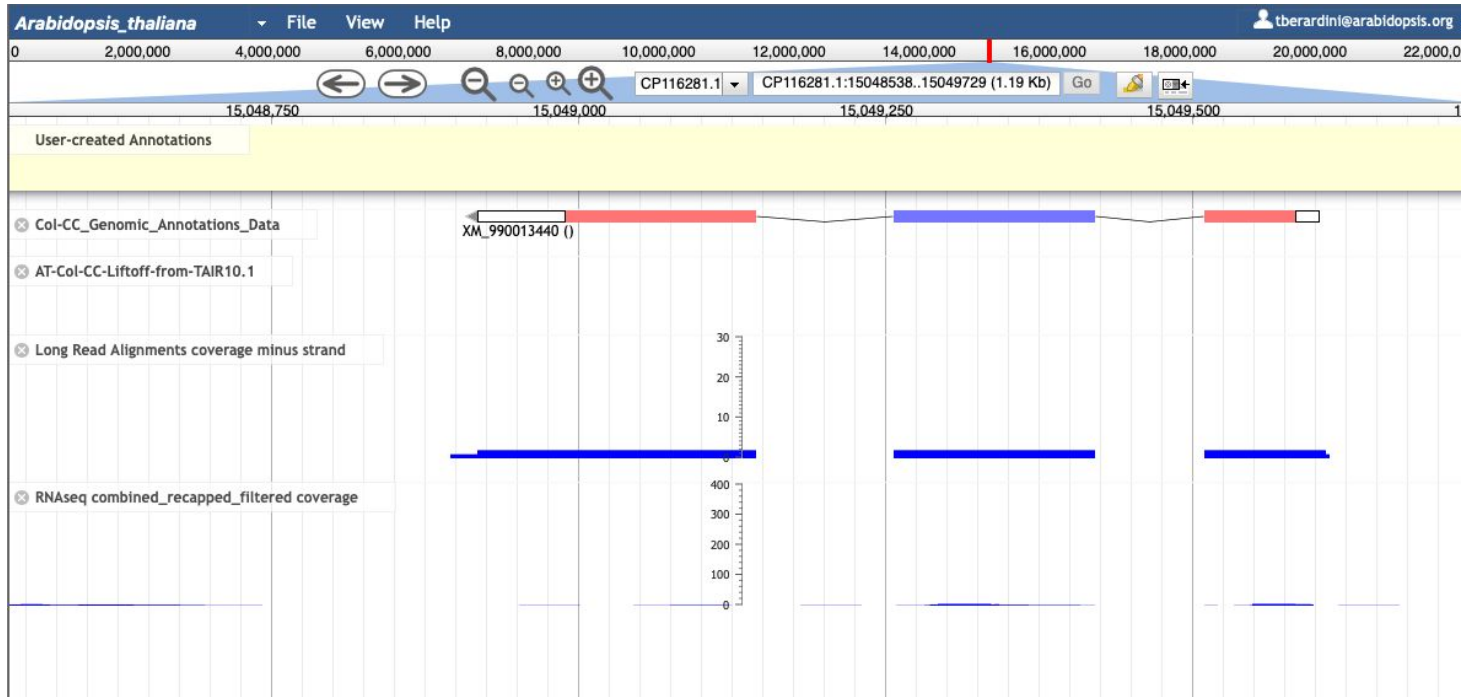 Arabidopsis_thaliana File View Help tberardini@arabidopsis.org
0 2,000,000 4,000,000 6,000,000 8,000,000 10,000,000 12,000,000 14,000,000 16,000,000 18,000,000 20,000,000 22,000,0
CP116281.1 CP116281.1:15048538..15049729 (1.19 Kb) Go
15,048,750 15,049,000 15,049,250 15,049,500 1
User-created Annotations
Col-CC_Genomic_Annotations_Data
XM_990013440 ()
AT-Col-CC-Liftoff-from-TAIR10.1
Long Read Alignments coverage minus strand
30
20
10
0
RNAseq combined_recapped_filtered coverage
400
300
200
100
0